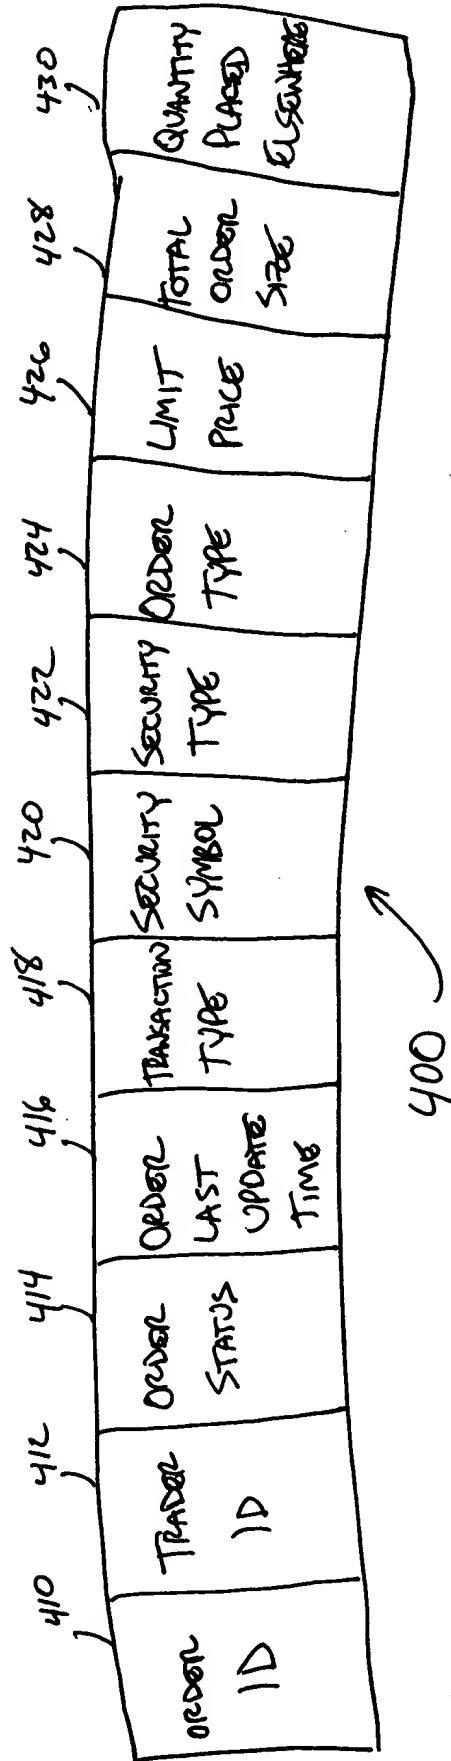 410
412
414
416
418
420
422
424
426
428
430
ORDER
ID
TRADER
ID
ORDER
STATUS
ORDER
LAST
UPDATE
TIME
TRANSACTION
TYPE
SECURITY
SYMBOL
SECURITY
TYPE
ORDER
TYPE
LIMIT
PRICE
TOTAL
ORDER
SIZE
QUANTITY
PLACED
ELSEWHERE
400